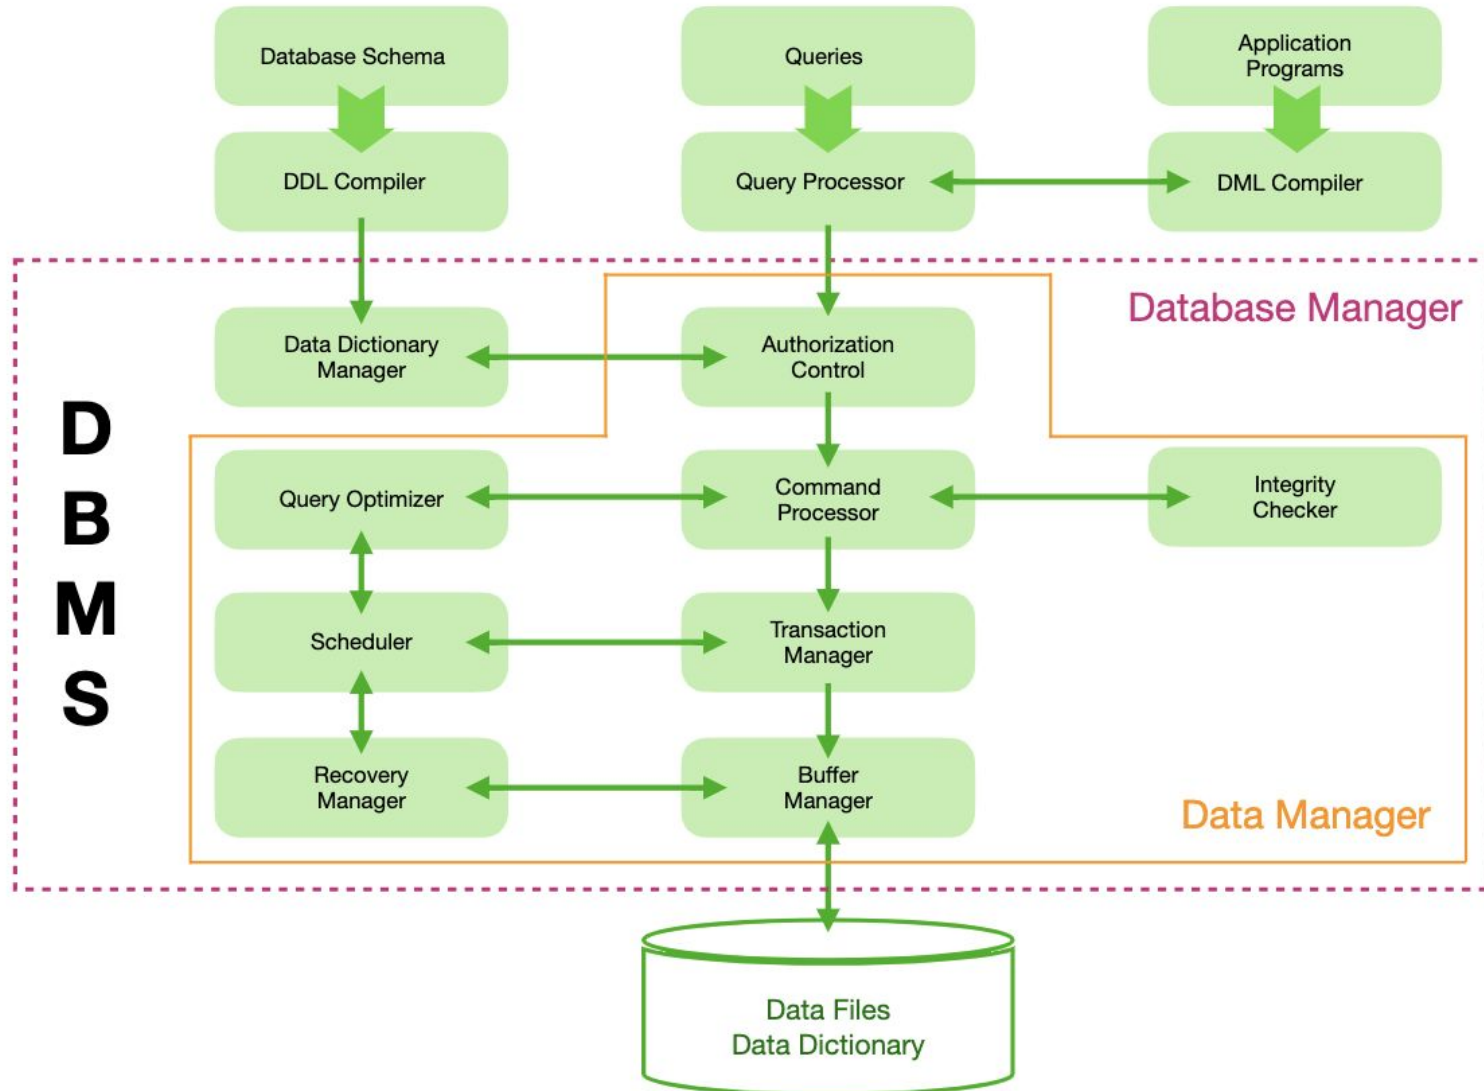 Database Schema
Queries
Application
Programs
DDL Compiler
Query Processor
DML Compiler
Database Manager
Data Dictionary
Manager
Authorization
Control
D
B
M
S
Query Optimizer
Command
Processor
Integrity
Checker
Scheduler
Transaction
Manager
Recovery
Manager
Buffer
Manager
Data Manager
Data Files
Data Dictionary